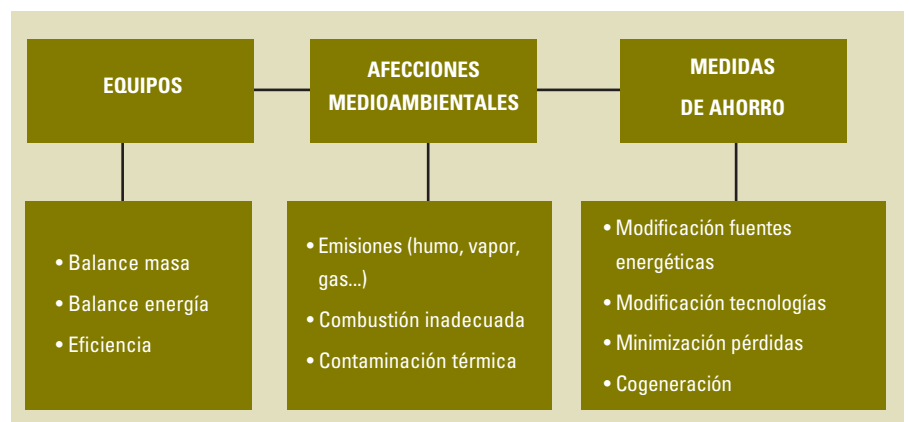 EQUIPOS
AFECCIONES
MEDIOAMBIENTALES
MEDIDAS
DE AHORRO
• Balance masa
• Balance energía
• Eficiencia
• Emisiones (humo, vapor,
gas...)
• Combustión inadecuada
• Contaminación térmica
• Modificación fuentes
energéticas
• Modificación tecnologías
• Minimización pérdidas
• Cogeneración